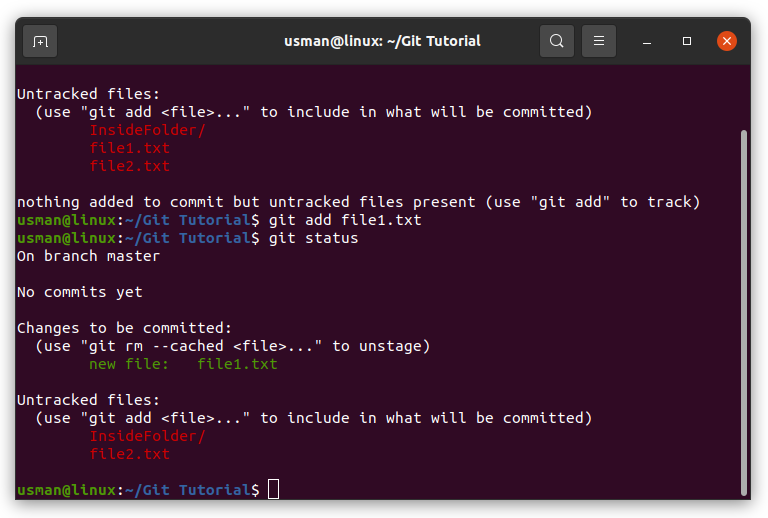 usman@linux: ~/Git Tutorial
Untracked files:
  (use "git add <file>..." to include in what will be committed)
        InsideFolder/
        file1.txt
        file2.txt
nothing added to commit but untracked files present (use "git add" to track)
usman@linux:~/Git Tutorial$ git add file1.txt
usman@linux:~/Git Tutorial$ git status
On branch master
No commits yet
Changes to be committed:
  (use "git rm --cached <file>..." to unstage)
        new file:   file1.txt
Untracked files:
  (use "git add <file>..." to include in what will be committed)
        InsideFolder/
        file2.txt
usman@linux:~/Git Tutorial$